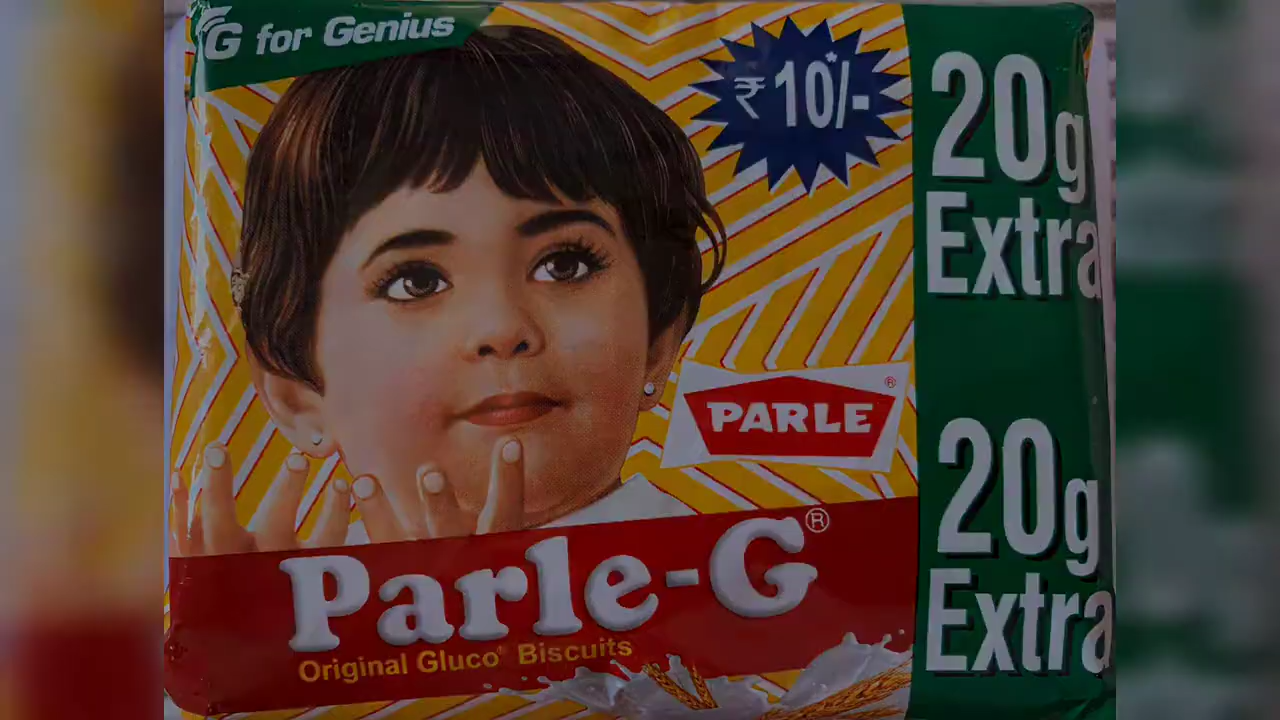 G for Genius
₹10*/-
20g
Extra
PARLE®
20g
Extra
Parle-G®
Original Gluco Biscuits